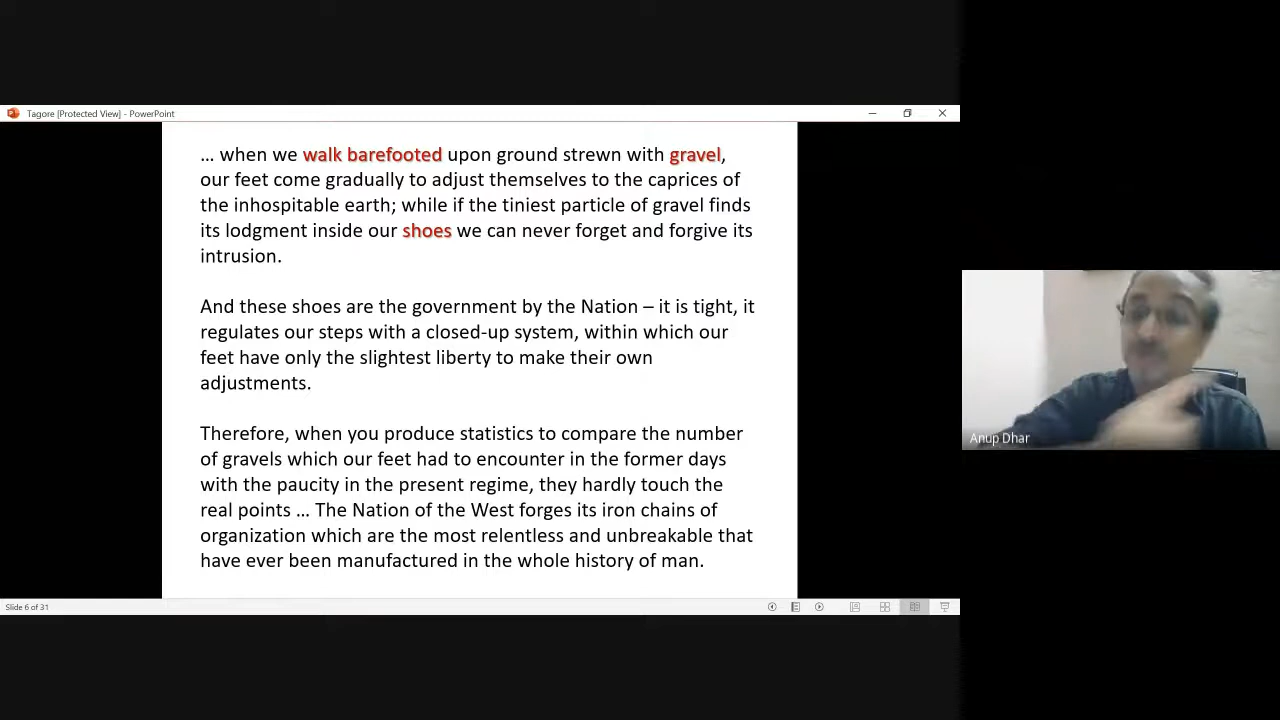 Tagore [Protected View] - PowerPoint
… when we walk barefooted upon ground strewn with gravel,
our feet come gradually to adjust themselves to the caprices of
the inhospitable earth; while if the tiniest particle of gravel finds
its lodgment inside our shoes we can never forget and forgive its
intrusion.
And these shoes are the government by the Nation – it is tight, it
regulates our steps with a closed-up system, within which our
feet have only the slightest liberty to make their own
adjustments.
Therefore, when you produce statistics to compare the number
of gravels which our feet had to encounter in the former days
with the paucity in the present regime, they hardly touch the
real points … The Nation of the West forges its iron chains of
organization which are the most relentless and unbreakable that
have ever been manufactured in the whole history of man.
Slide 6 of 31
Anup Dhar